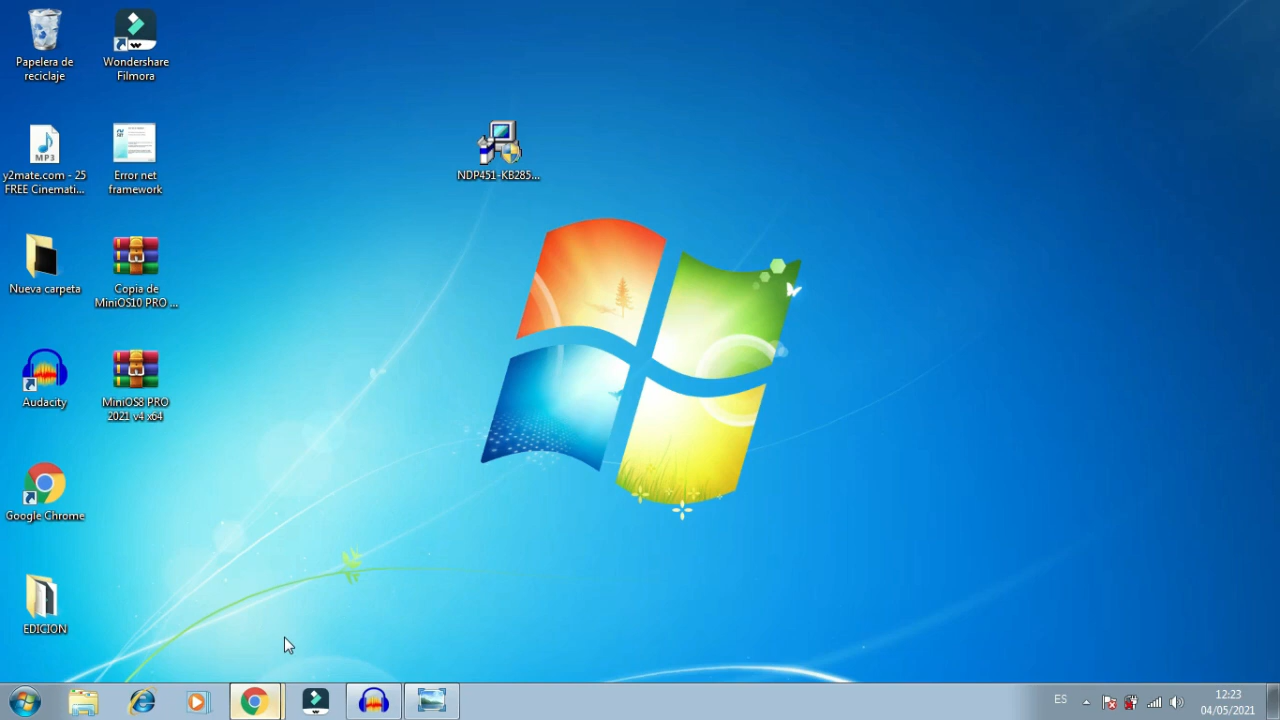 Papelera de
reciclaje
Wondershare
Filmora
y2mate.com - 25
FREE Cinemati...
MP3
Error net
framework
NDP451-KB285...
Nueva carpeta
Copia de
MiniOS10 PRO ...
Audacity
MiniOS8 PRO
2021 v4 x64
Google Chrome
EDICION
ES
12:23
04/05/2021